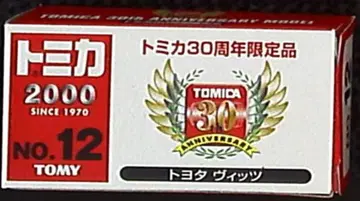 TOMICA 30TH ANNIVERSARY MODEL
トミカ
2000
SINCE 1970
NO.12
TOMY
トミカ30周年限定品
TOMICA
30
ANNIVERSARY
トヨタ ヴィッツ